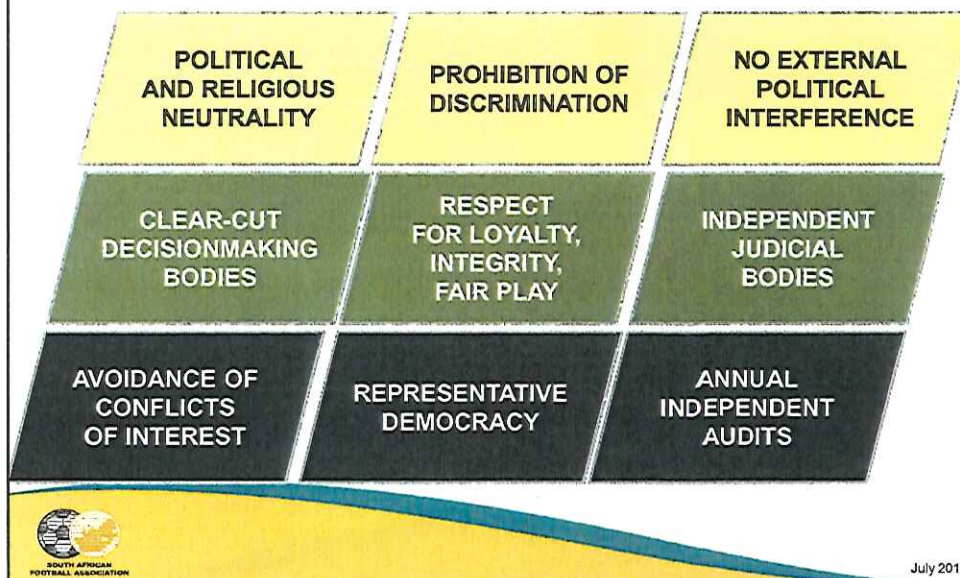 POLITICAL
AND RELIGIOUS
NEUTRALITY
PROHIBITION OF
DISCRIMINATION
NO EXTERNAL
POLITICAL
INTERFERENCE
CLEAR-CUT
DECISIONMAKING
BODIES
RESPECT
FOR LOYALTY,
INTEGRITY,
FAIR PLAY
INDEPENDENT
JUDICIAL
BODIES
AVOIDANCE OF
CONFLICTS
OF INTEREST
REPRESENTATIVE
DEMOCRACY
ANNUAL
INDEPENDENT
AUDITS
SOUTH AFRICAN
FOOTBALL ASSOCIATION
July 201